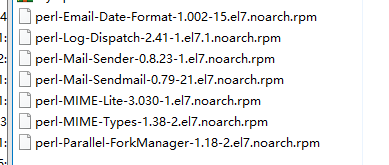 perl-Email-Date-Format-1.002-15.el7.noarch.rpm
perl-Log-Dispatch-2.41-1.el7.1.noarch.rpm
perl-Mail-Sender-0.8.23-1.el7.noarch.rpm
perl-Mail-Sendmail-0.79-21.el7.noarch.rpm
perl-MIME-Lite-3.030-1.el7.noarch.rpm
perl-MIME-Types-1.38-2.el7.noarch.rpm
perl-Parallel-ForkManager-1.18-2.el7.noarch.rpm